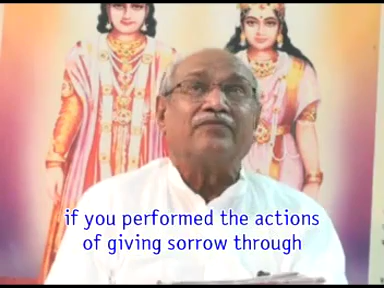 if you performed the actions
of giving sorrow through